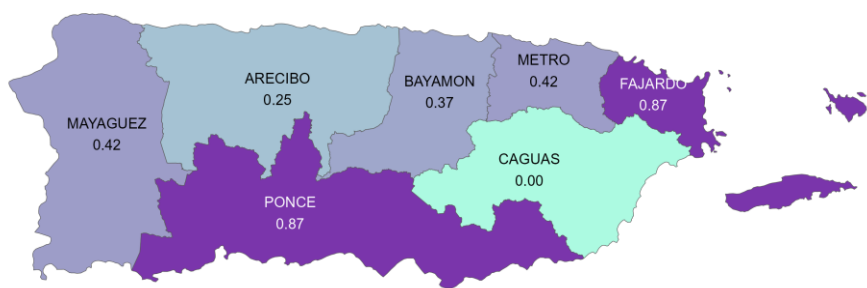 METRO
0.42
ARECIBO
0.25
BAYAMON
0.37
FAJARDO
0.87
MAYAGUEZ
0.42
CAGUAS
0.00
PONCE
0.87